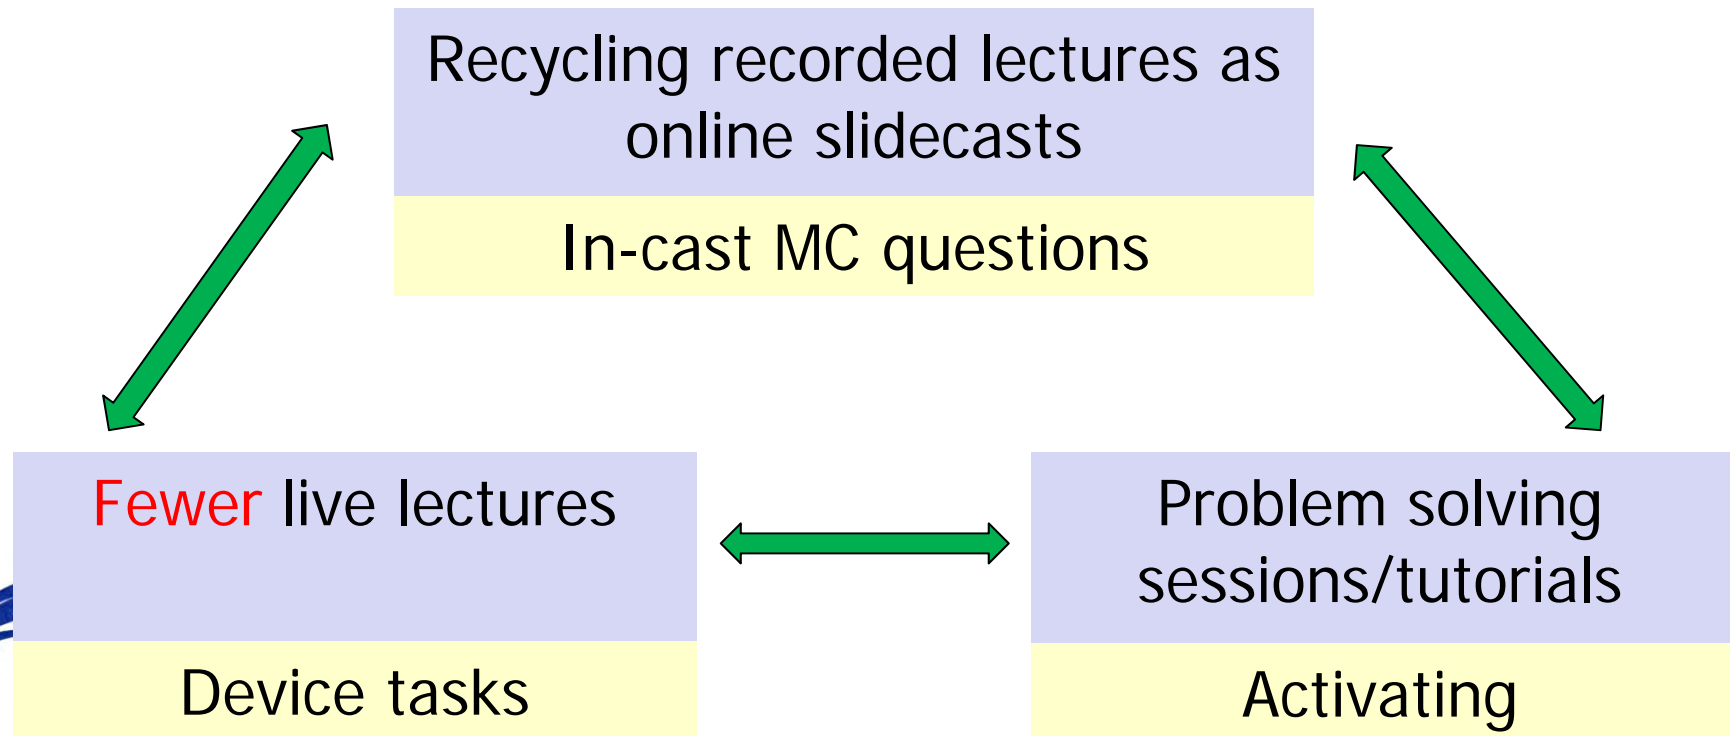 Recycling recorded lectures as
online slidecasts
In-cast MC questions
Fewer live lectures
Device tasks
Problem solving
sessions/tutorials
Activating